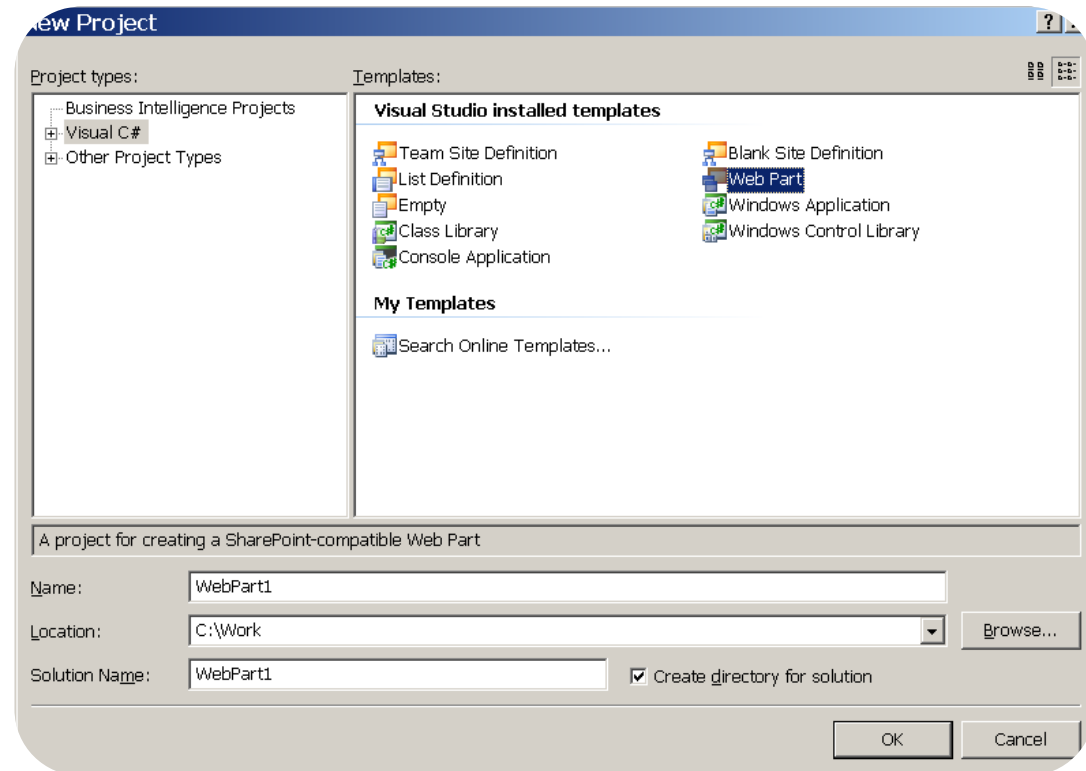 New Project
Project types:
Templates:
Business Intelligence Projects
Visual C#
Other Project Types
Visual Studio installed templates
Team Site Definition
Blank Site Definition
List Definition
Web Part
Empty
Windows Application
Class Library
Windows Control Library
Console Application
My Templates
Search Online Templates...
A project for creating a SharePoint-compatible Web Part
Name:
WebPart1
Location:
C:\Work
Browse...
Solution Name:
WebPart1
Create directory for solution
OK
Cancel